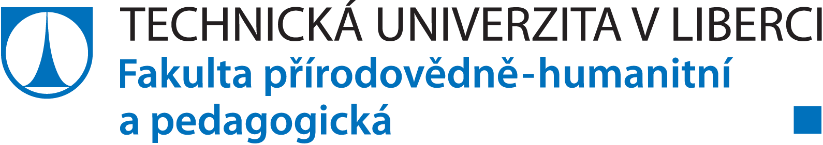 TECHNICKÁ UNIVERZITA V LIBERCI
Fakulta přírodovědně-humanitní
a pedagogická